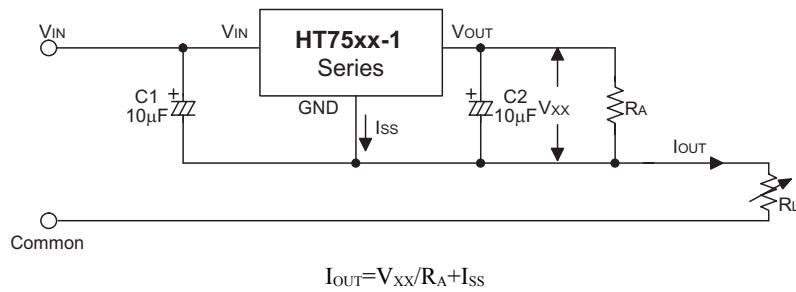 VIN
VIN
HT75xx-1
Series
VOUT
GND
C1
10μF
+
ISS
C2
10μF
+
VXX
RA
IOUT
RL
Common
IOUT=VXX/RA+ISS